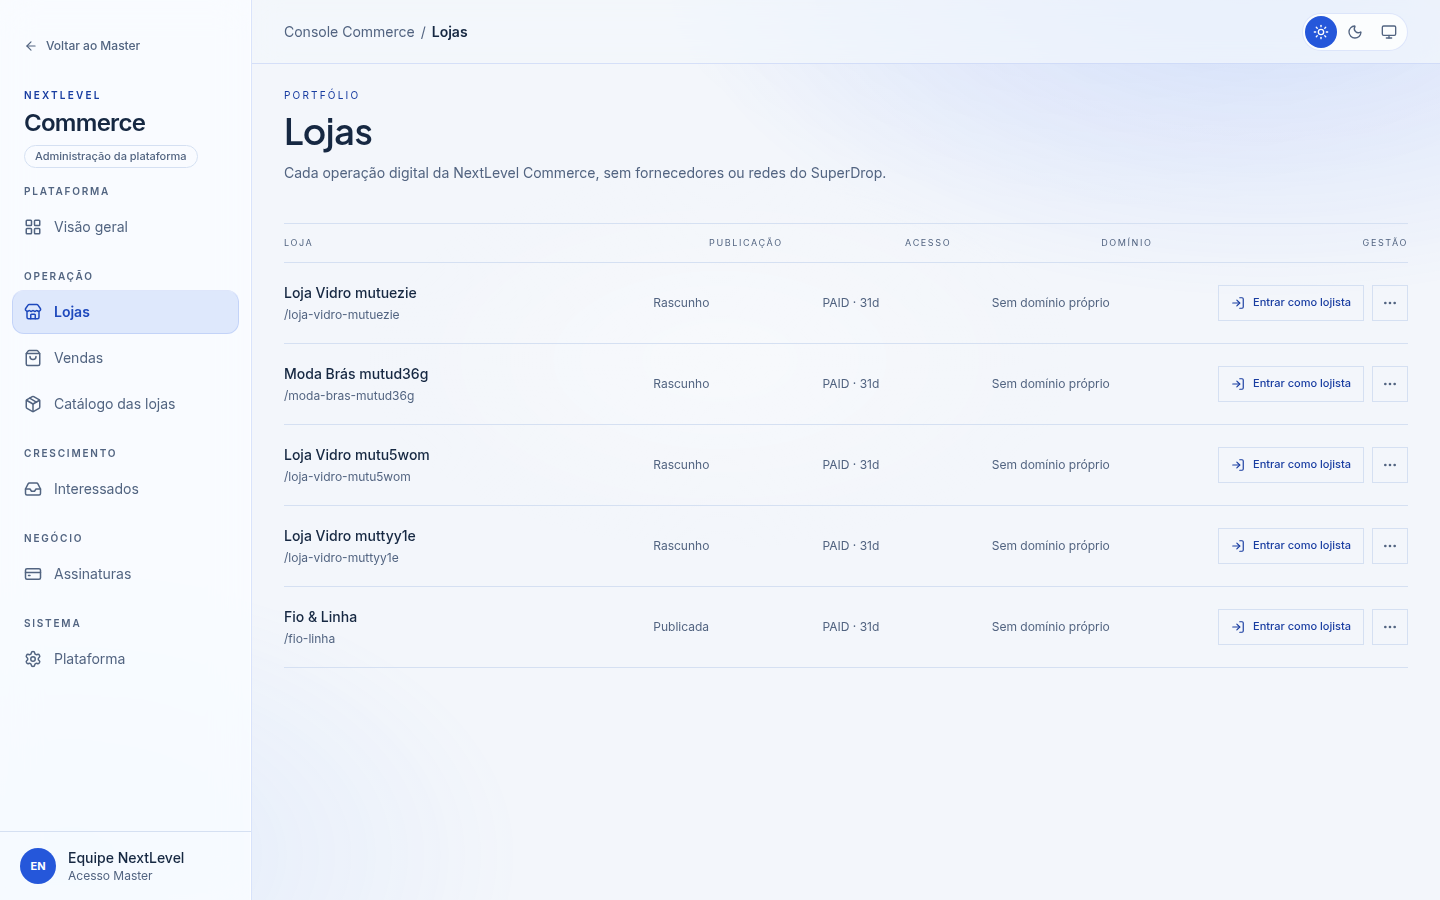 Voltar ao Master
NEXTLEVEL
Commerce
Administração da plataforma
PLATAFORMA
Visão geral
OPERAÇÃO
Lojas
Vendas
Catálogo das lojas
CRESCIMENTO
Interessados
NEGÓCIO
Assinaturas
SISTEMA
Plataforma
EN
Equipe NextLevel
Acesso Master
Console Commerce / Lojas
PORTFÓLIO
Lojas
Cada operação digital da NextLevel Commerce, sem fornecedores ou redes do SuperDrop.
LOJA PUBLICAÇÃO ACESSO DOMÍNIO GESTÃO
Loja Vidro mutuezie
/loja-vidro-mutuezie
Rascunho PAID · 31d Sem domínio próprio Entrar como lojista
Moda Brás mutud36g
/moda-bras-mutud36g
Rascunho PAID · 31d Sem domínio próprio Entrar como lojista
Loja Vidro mutu5wom
/loja-vidro-mutu5wom
Rascunho PAID · 31d Sem domínio próprio Entrar como lojista
Loja Vidro muttyy1e
/loja-vidro-muttyy1e
Rascunho PAID · 31d Sem domínio próprio Entrar como lojista
Fio & Linha
/fio-linha
Publicada PAID · 31d Sem domínio próprio Entrar como lojista